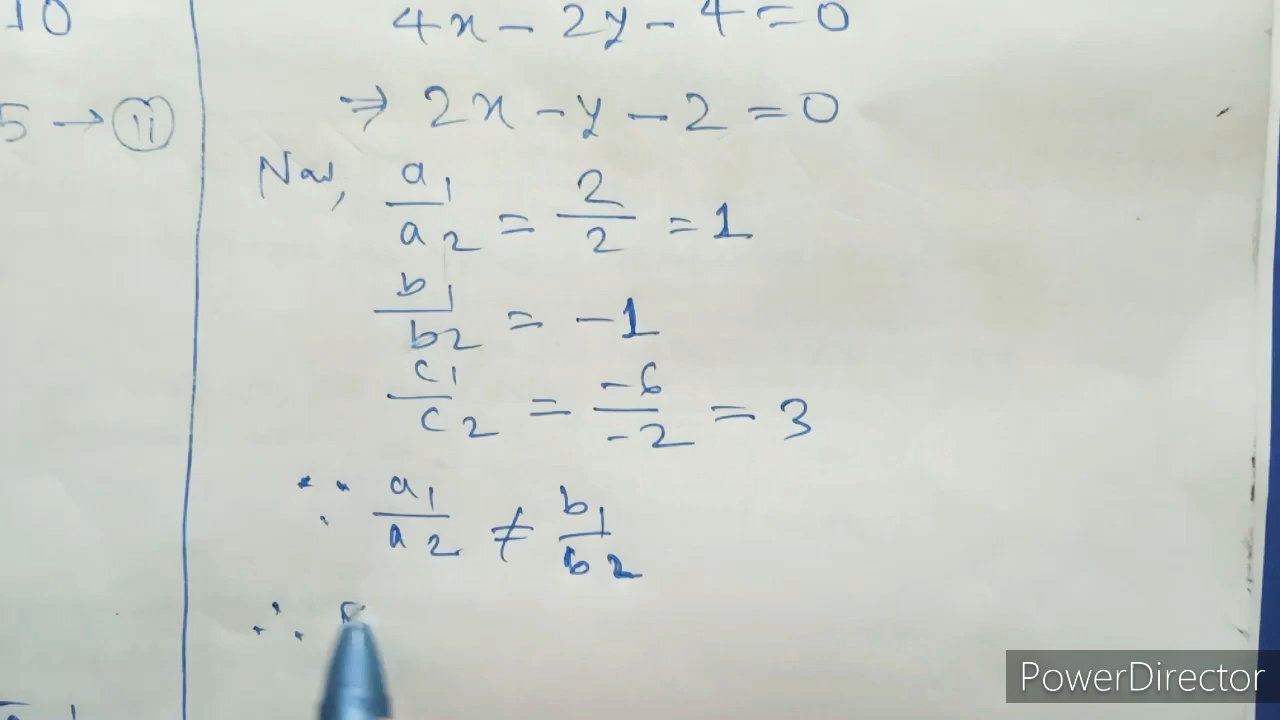 10
5 → (ii)
4x - 2y - 4 = 0
⇒ 2x - y - 2 = 0
Now, a1/a2 = 2/2 = 1
b1/b2 = -1
c1/c2 = -6/-2 = 3
∵ a1/a2 ≠ b1/b2
∴
PowerDirector